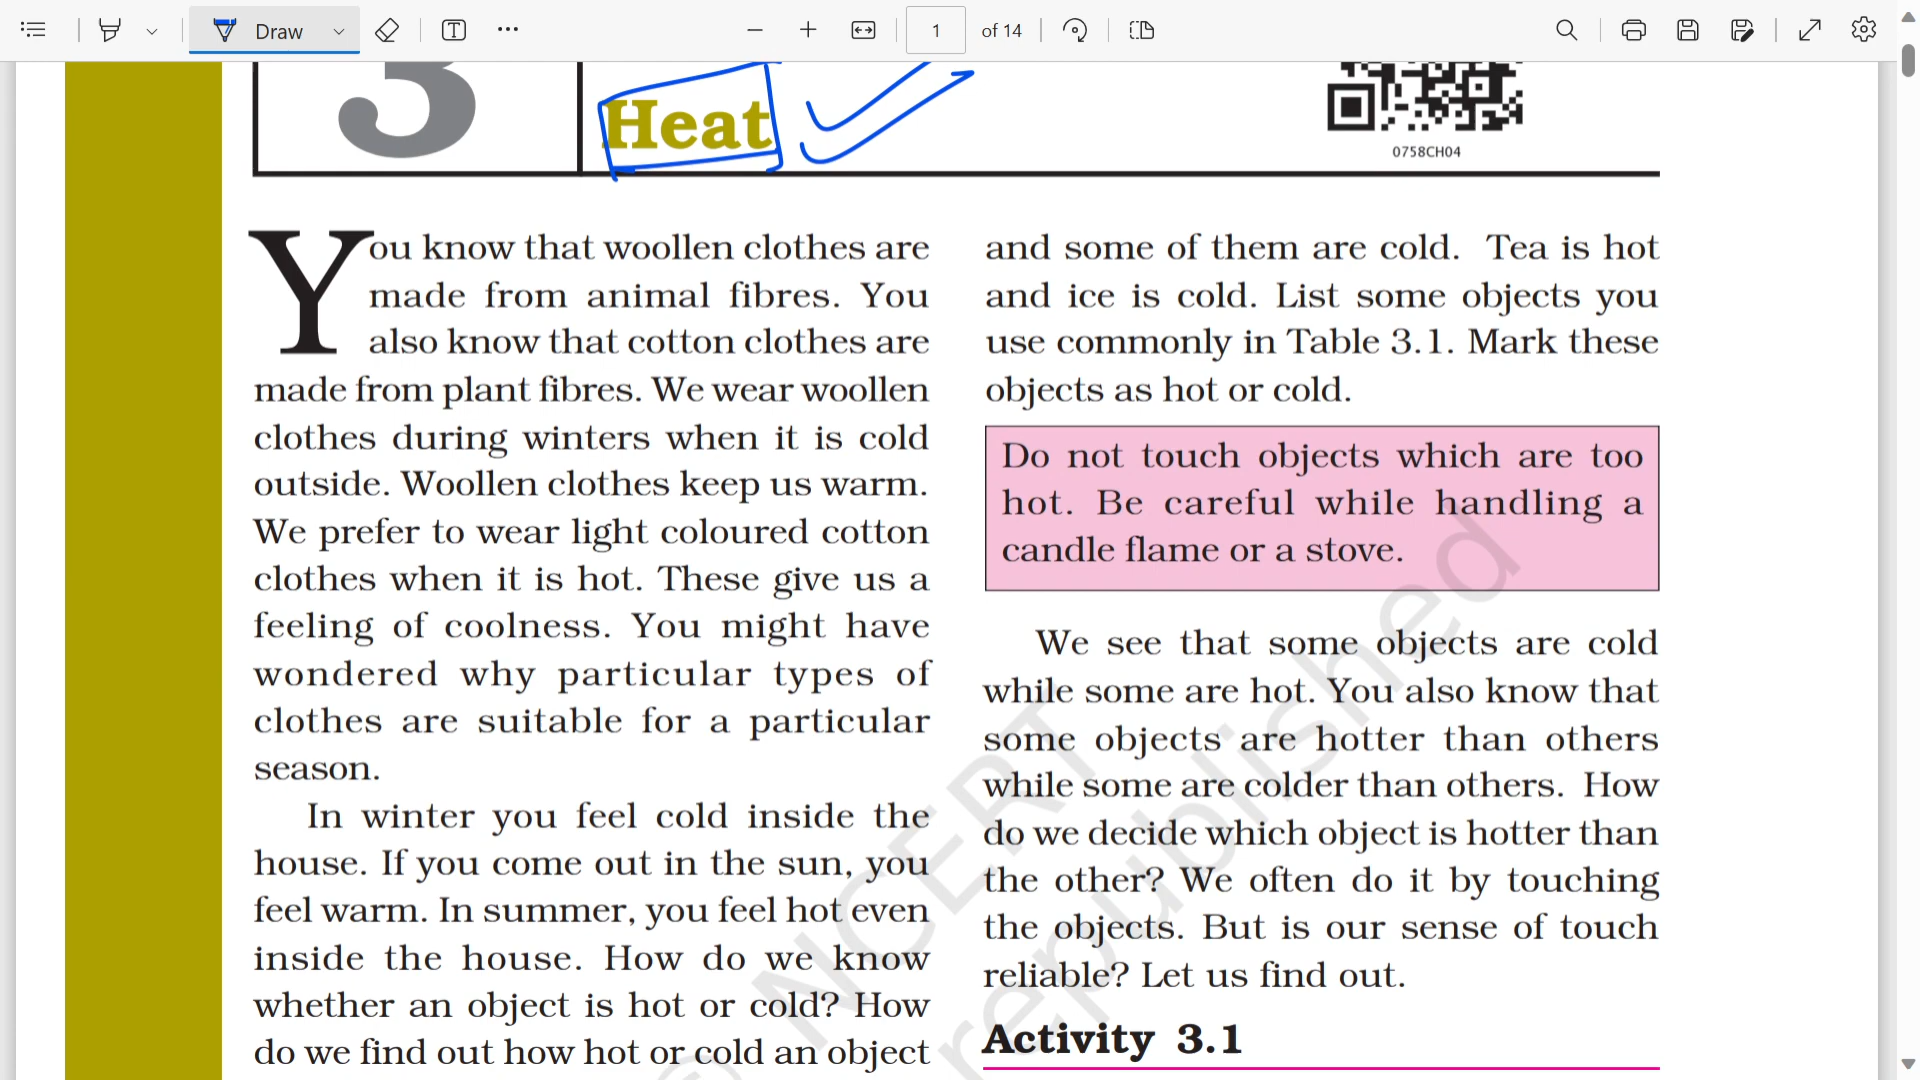 Draw
1
of 14
3
Heat
0758CH04
You know that woollen clothes are
made from animal fibres. You
also know that cotton clothes are
made from plant fibres. We wear woollen
clothes during winters when it is cold
outside. Woollen clothes keep us warm.
We prefer to wear light coloured cotton
clothes when it is hot. These give us a
feeling of coolness. You might have
wondered why particular types of
clothes are suitable for a particular
season.
In winter you feel cold inside the
house. If you come out in the sun, you
feel warm. In summer, you feel hot even
inside the house. How do we know
whether an object is hot or cold? How
do we find out how hot or cold an object
and some of them are cold. Tea is hot
and ice is cold. List some objects you
use commonly in Table 3.1. Mark these
objects as hot or cold.
Do not touch objects which are too
hot. Be careful while handling a
candle flame or a stove.
We see that some objects are cold
while some are hot. You also know that
some objects are hotter than others
while some are colder than others. How
do we decide which object is hotter than
the other? We often do it by touching
the objects. But is our sense of touch
reliable? Let us find out.
Activity 3.1
© NCERT
republished